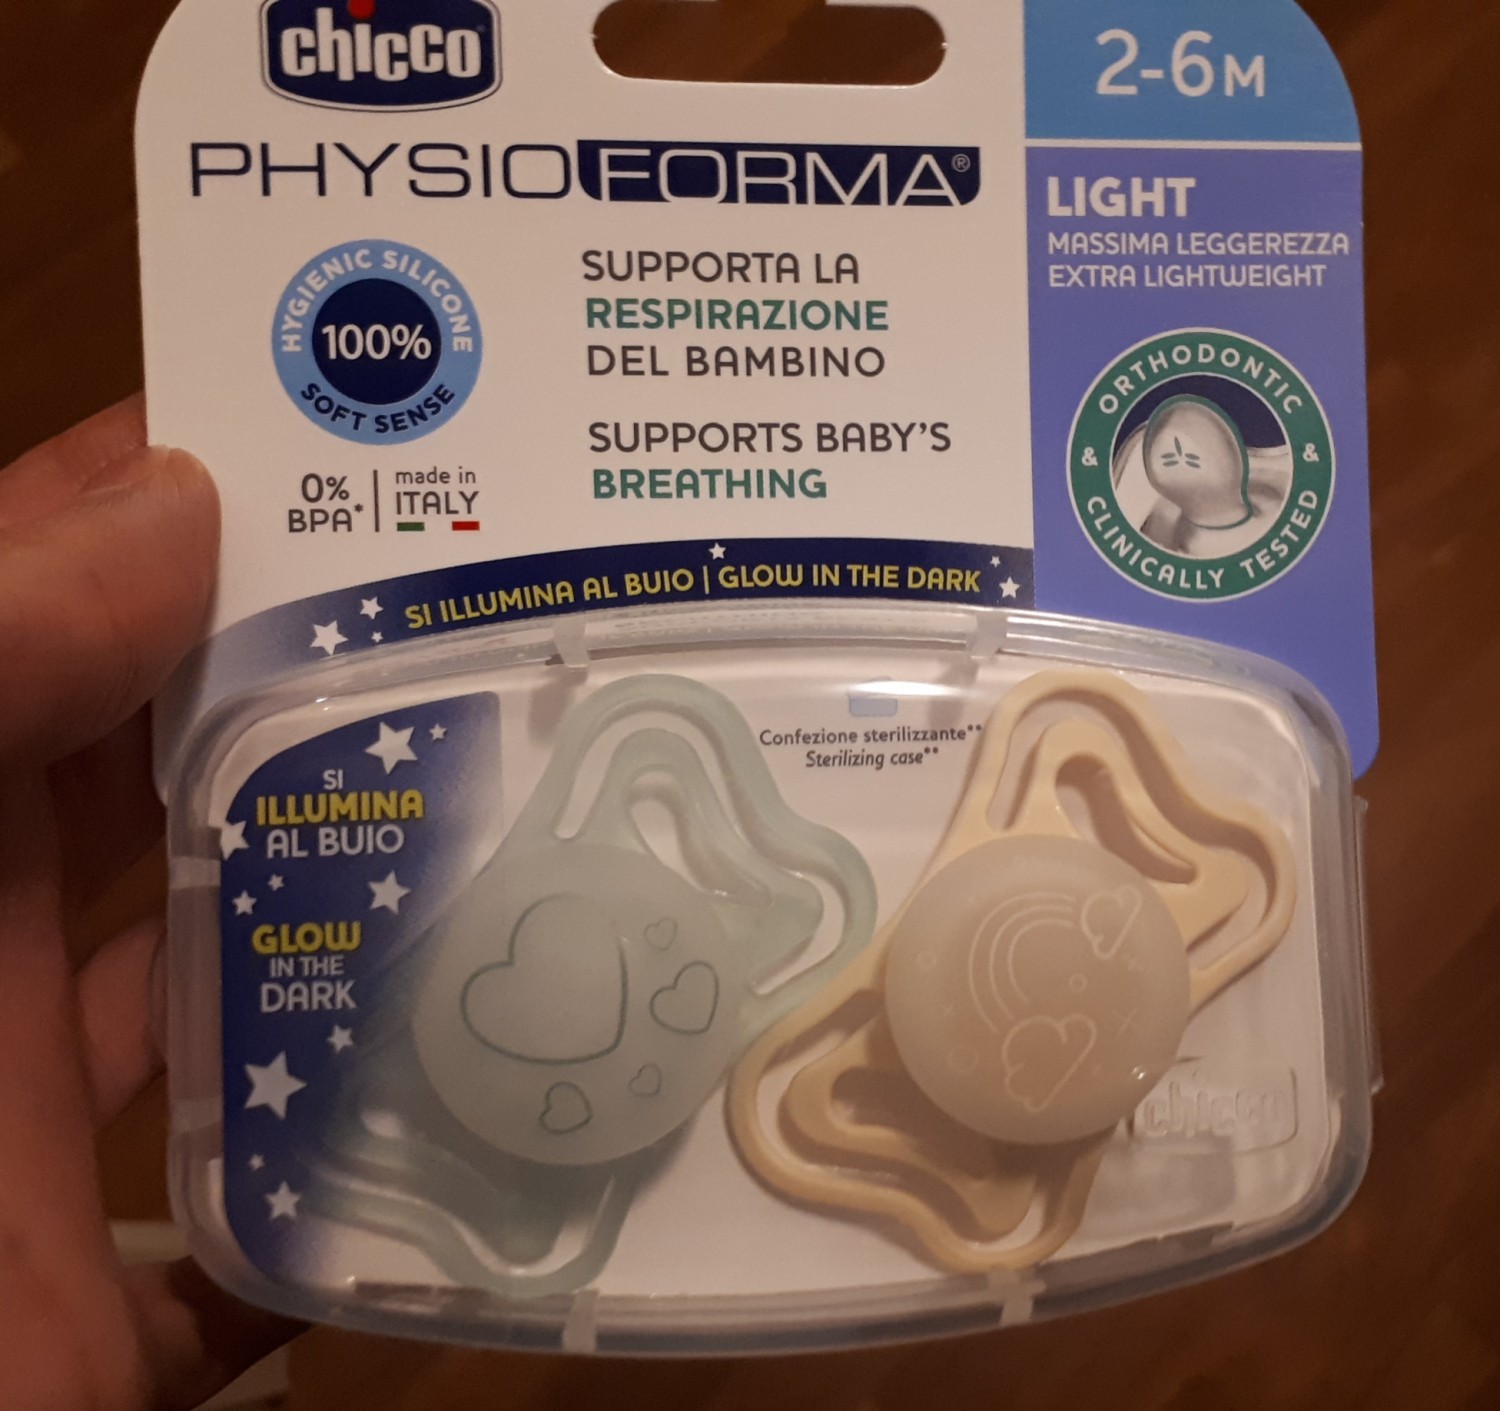 chicco
PHYSIOFORMA®
2-6M
LIGHT
MASSIMA LEGGEREZZA
EXTRA LIGHTWEIGHT
HYGIENIC SILICONE
100%
SOFT SENSE
SUPPORTA LA
RESPIRAZIONE
DEL BAMBINO
SUPPORTS BABY'S
BREATHING
0%
BPA*
made in
ITALY
ORTHODONTIC
& &
CLINICALLY TESTED
SI ILLUMINA AL BUIO | GLOW IN THE DARK
SI
ILLUMINA
AL BUIO
GLOW
IN THE
DARK
Confezione sterilizzante**
Sterilizing case**
chicco